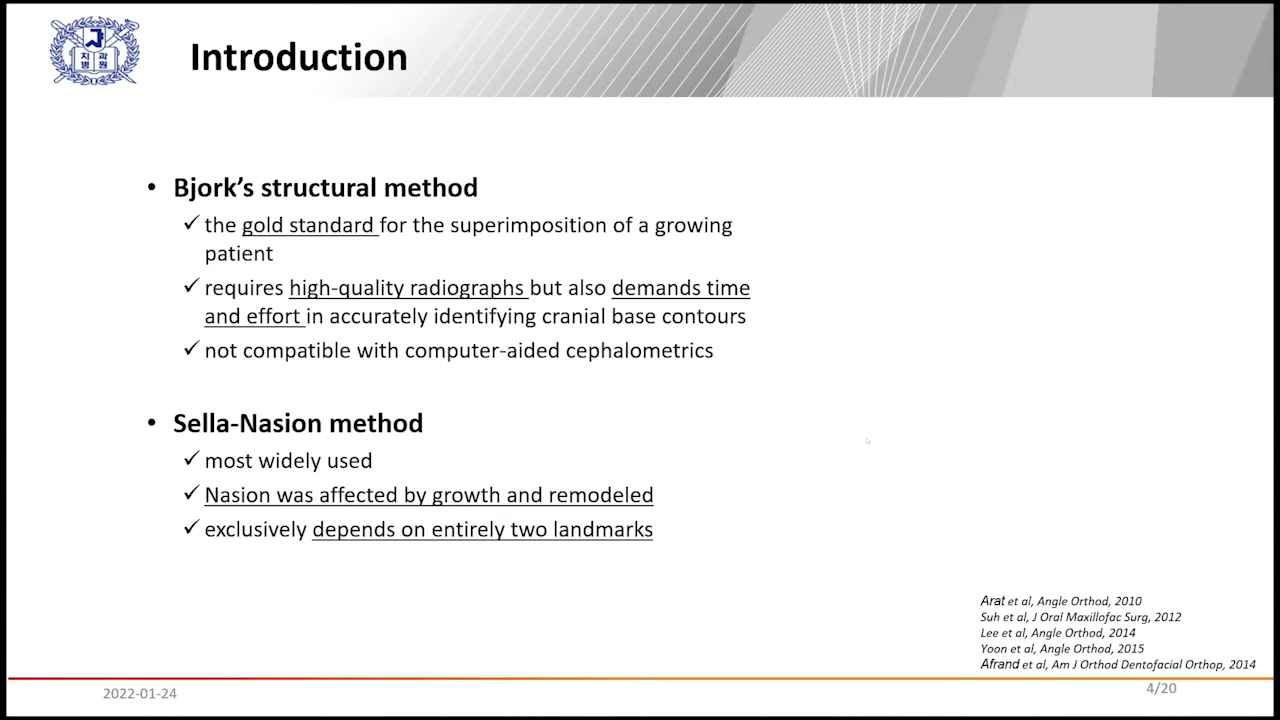 Introduction
• Bjork’s structural method
✓ the gold standard for the superimposition of a growing
patient
✓ requires high-quality radiographs but also demands time
and effort in accurately identifying cranial base contours
✓ not compatible with computer-aided cephalometrics
• Sella-Nasion method
✓ most widely used
✓ Nasion was affected by growth and remodeled
✓ exclusively depends on entirely two landmarks
Arat et al, Angle Orthod, 2010
Suh et al, J Oral Maxillofac Surg, 2012
Lee et al, Angle Orthod, 2014
Yoon et al, Angle Orthod, 2015
Afrand et al, Am J Orthod Dentofacial Orthop, 2014
2022-01-24
4/20